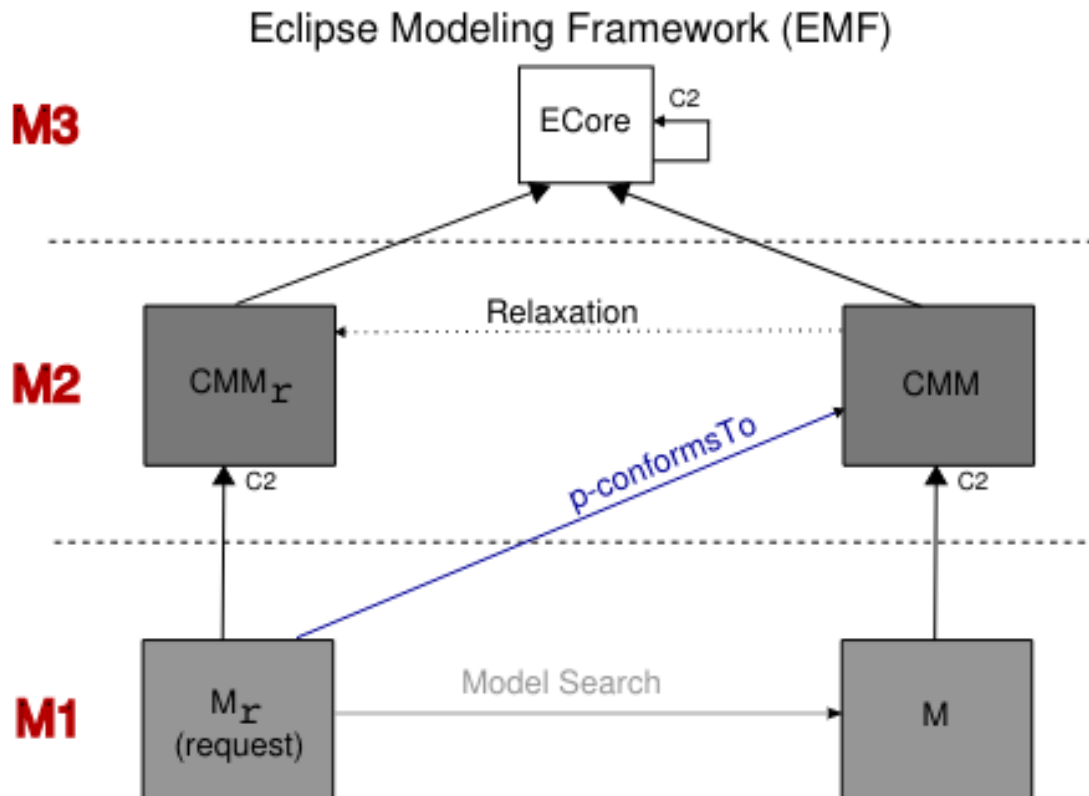 Eclipse Modeling Framework (EMF)
M3
ECore
C2
Relaxation
M2
CMMr
CMM
p-conformsTo
C2
C2
Model Search
M1
Mr
(request)
M